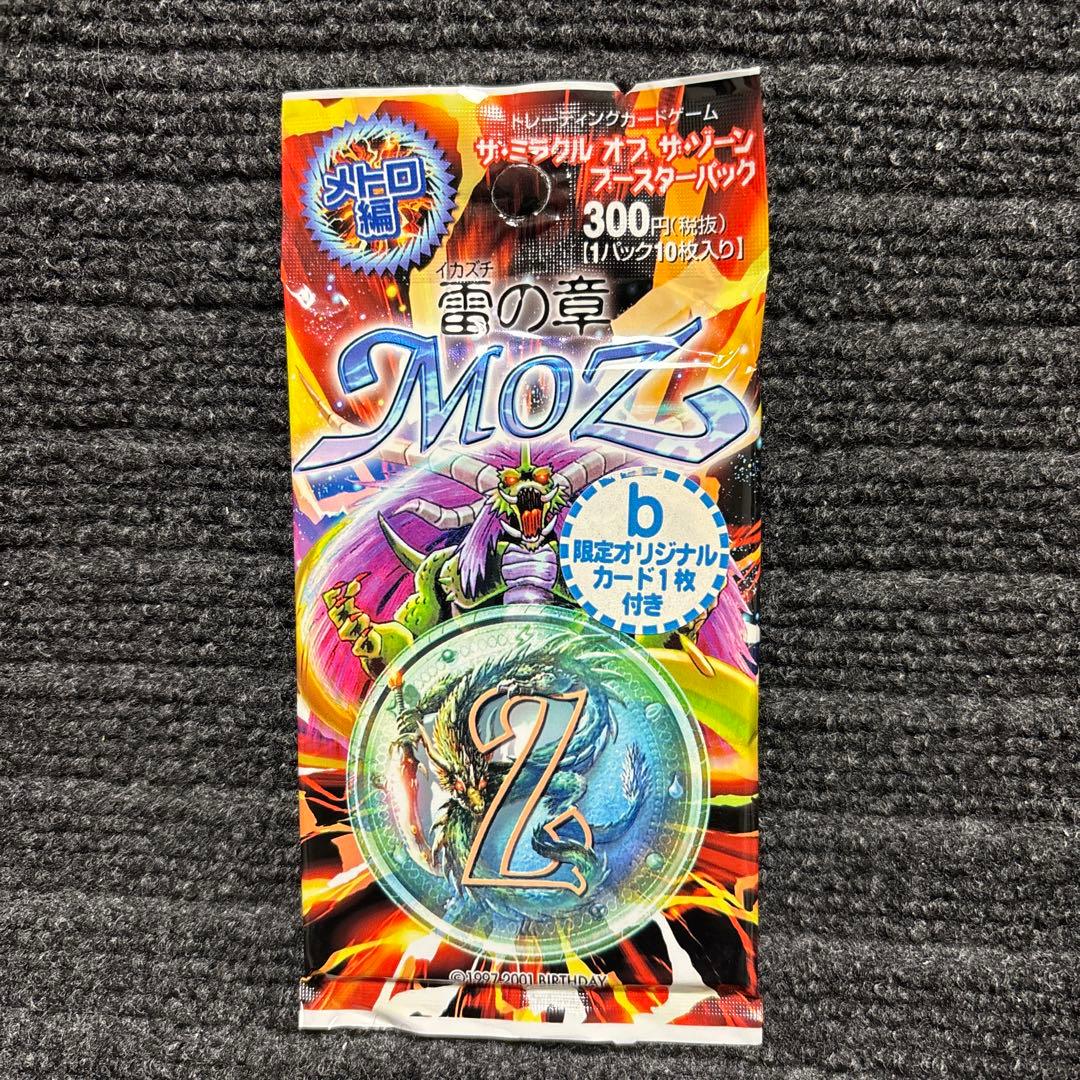 トレーディングカードゲーム
ザ・ミラクル オブ ザ・ゾーン
ブースターパック
メトロ
編
300円(税抜)
【1パック10枚入り】
イカズチ
雷の章
MOZ
b
限定オリジナル
カード1枚
付き
Z
©1997,2001 BIRTHDAY